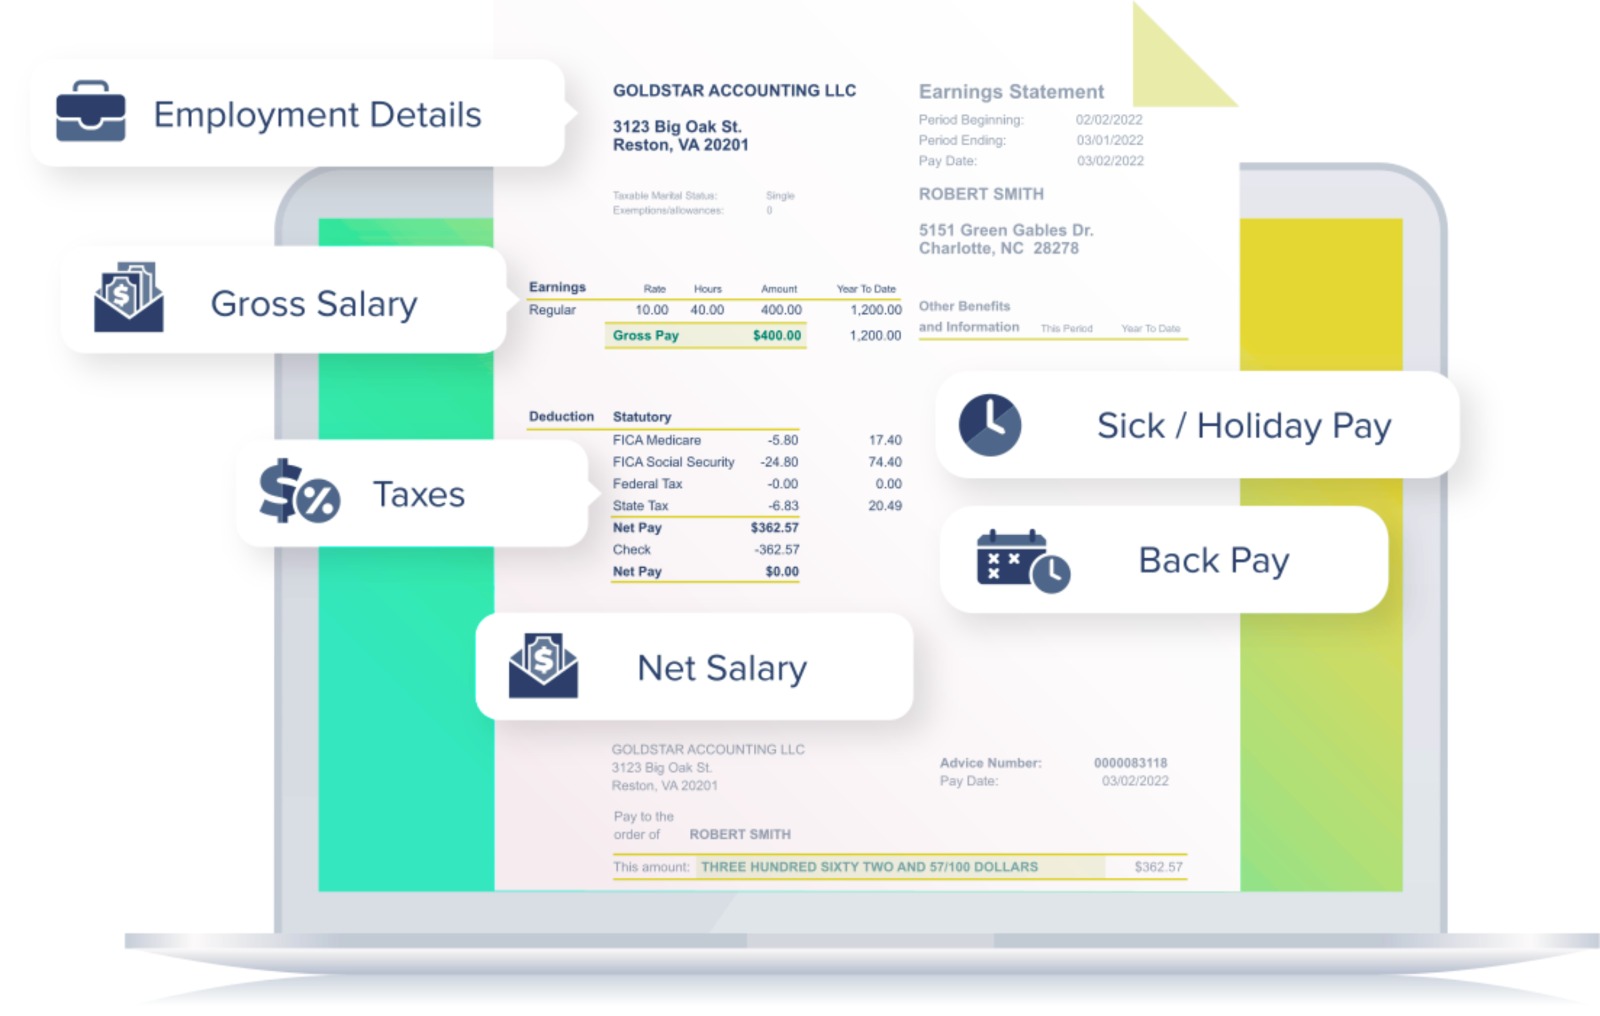 Employment Details
GOLDSTAR ACCOUNTING LLC
3123 Big Oak St.
Reston, VA 20201
Taxable Marital Status: Single
Exemptions/allowances: 0
Earnings Statement
Period Beginning: 02/02/2022
Period Ending: 03/01/2022
Pay Date: 03/02/2022
ROBERT SMITH
5151 Green Gables Dr.
Charlotte, NC 28278
Gross Salary
Earnings Rate Hours Amount Year To Date
Regular 10.00 40.00 400.00 1,200.00
Gross Pay $400.00 1,200.00
Other Benefits
and Information This Period Year To Date
Sick / Holiday Pay
Taxes
Deduction Statutory
FICA Medicare -5.80 17.40
FICA Social Security -24.80 74.40
Federal Tax -0.00 0.00
State Tax -6.83 20.49
Net Pay $362.57
Check -362.57
Net Pay $0.00
Back Pay
Net Salary
GOLDSTAR ACCOUNTING LLC
3123 Big Oak St.
Reston, VA 20201
Advice Number: 0000083118
Pay Date: 03/02/2022
Pay to the
order of ROBERT SMITH
This amount: THREE HUNDRED SIXTY TWO AND 57/100 DOLLARS $362.57